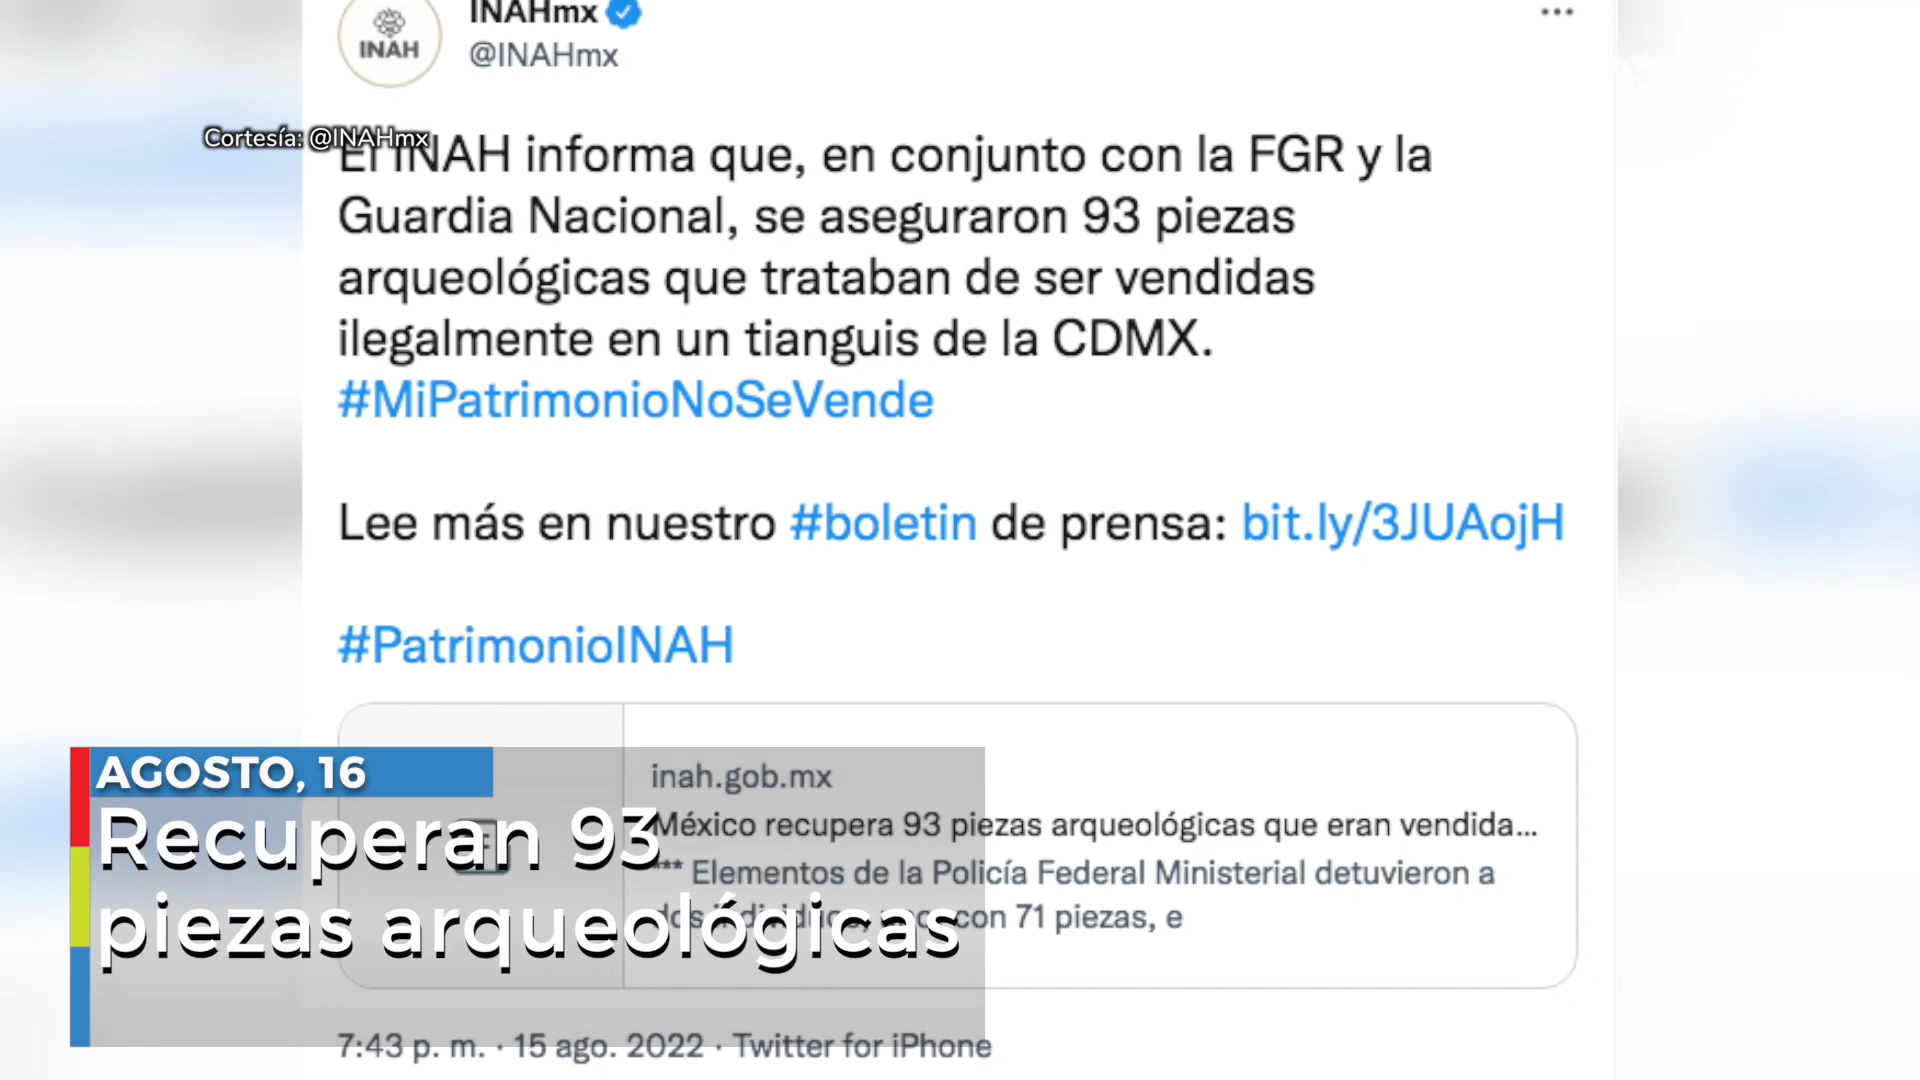 INAHmx
INAH
@INAHmx
Cortesía: @INAHmx
El INAH informa que, en conjunto con la FGR y la
Guardia Nacional, se aseguraron 93 piezas
arqueológicas que trataban de ser vendidas
ilegalmente en un tianguis de la CDMX.
#MiPatrimonioNoSeVende
Lee más en nuestro #boletin de prensa: bit.ly/3JUAojH
#PatrimonioINAH
inah.gob.mx
México recupera 93 piezas arqueológicas que eran vendida...
*** Elementos de la Policía Federal Ministerial detuvieron a
dos individuos, con 71 piezas, e
AGOSTO, 16
Recuperan 93
piezas arqueológicas
7:43 p. m. · 15 ago. 2022 · Twitter for iPhone